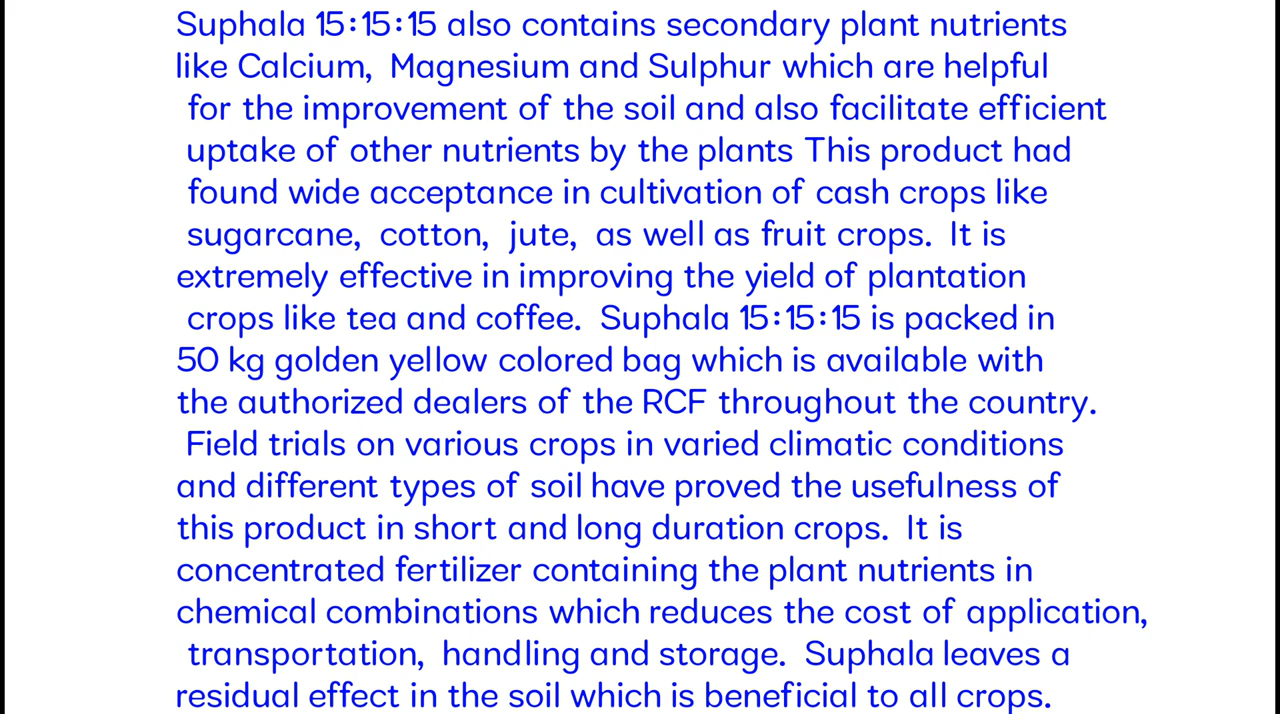 Suphala 15:15:15 also contains secondary plant nutrients
like Calcium, Magnesium and Sulphur which are helpful
for the improvement of the soil and also facilitate efficient
uptake of other nutrients by the plants This product had
found wide acceptance in cultivation of cash crops like
sugarcane, cotton, jute, as well as fruit crops. It is
extremely effective in improving the yield of plantation
crops like tea and coffee. Suphala 15:15:15 is packed in
50 kg golden yellow colored bag which is available with
the authorized dealers of the RCF throughout the country.
Field trials on various crops in varied climatic conditions
and different types of soil have proved the usefulness of
this product in short and long duration crops. It is
concentrated fertilizer containing the plant nutrients in
chemical combinations which reduces the cost of application,
transportation, handling and storage. Suphala leaves a
residual effect in the soil which is beneficial to all crops.